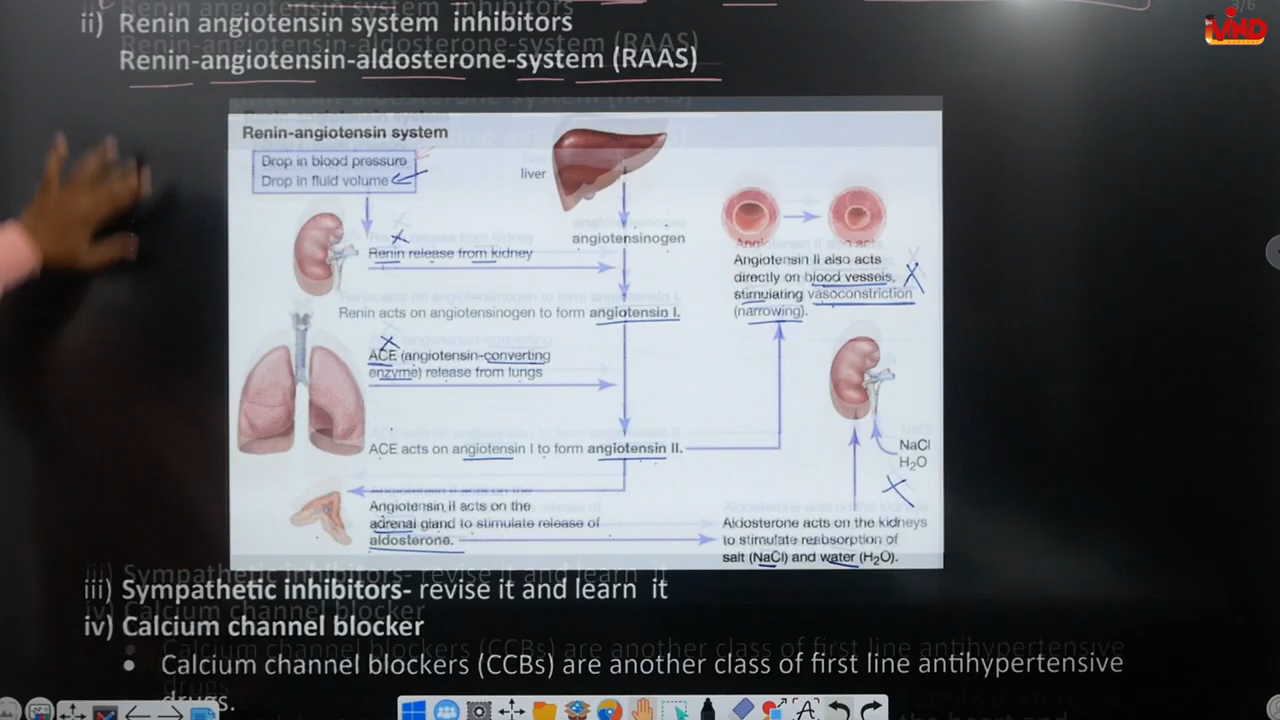 3/6
iMIND
ii) Renin angiotensin system inhibitors
Renin-angiotensin-aldosterone-system (RAAS)
Renin-angiotensin system
Drop in blood pressure
Drop in fluid volume
liver
angiotensinogen
Renin release from kidney
Renin acts on angiotensinogen to form angiotensin I.
ACE (angiotensin-converting
enzyme) release from lungs
ACE acts on angiotensin I to form angiotensin II.
Angiotensin II also acts
directly on blood vessels,
stimulating vasoconstriction
(narrowing).
NaCl
H₂O
Angiotensin II acts on the
adrenal gland to stimulate release of
aldosterone.
Aldosterone acts on the kidneys
to stimulate reabsorption of
salt (NaCl) and water (H₂O).
iii) Sympathetic inhibitors- revise it and learn it
iv) Calcium channel blocker
• Calcium channel blockers (CCBs) are another class of first line antihypertensive
drugs.